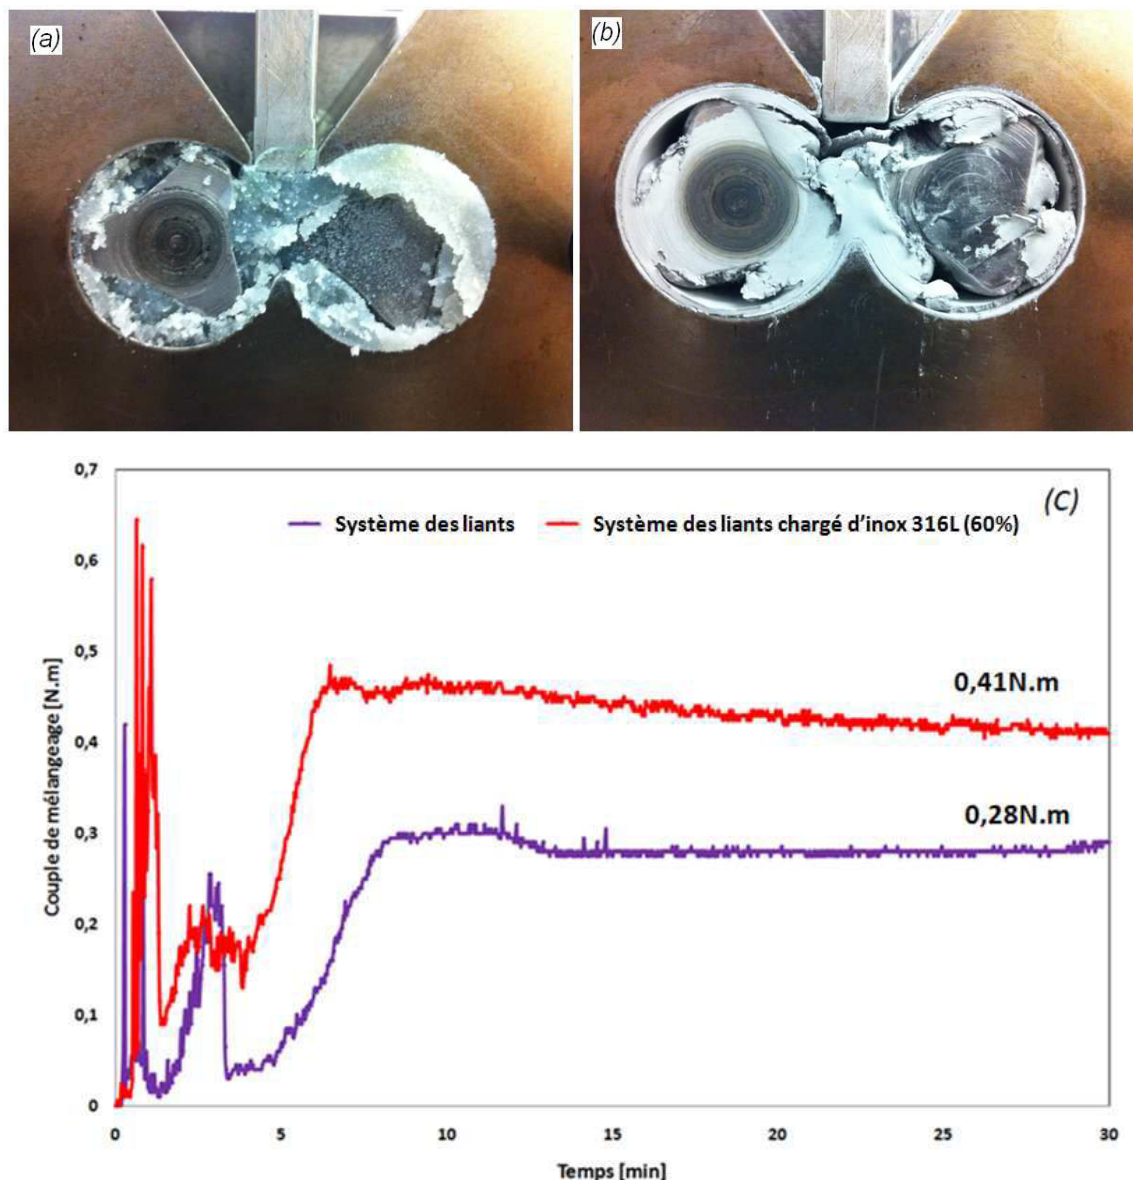 (a)
(b)
(C)
0,7
0,6
0,5
0,4
0,3
0,2
0,1
0
Couple de mélangeage [N.m]
Système des liants
Système des liants chargé d'inox 316L (60%)
0,41N.m
0,28N.m
0
5
10
15
20
25
30
Temps [min]